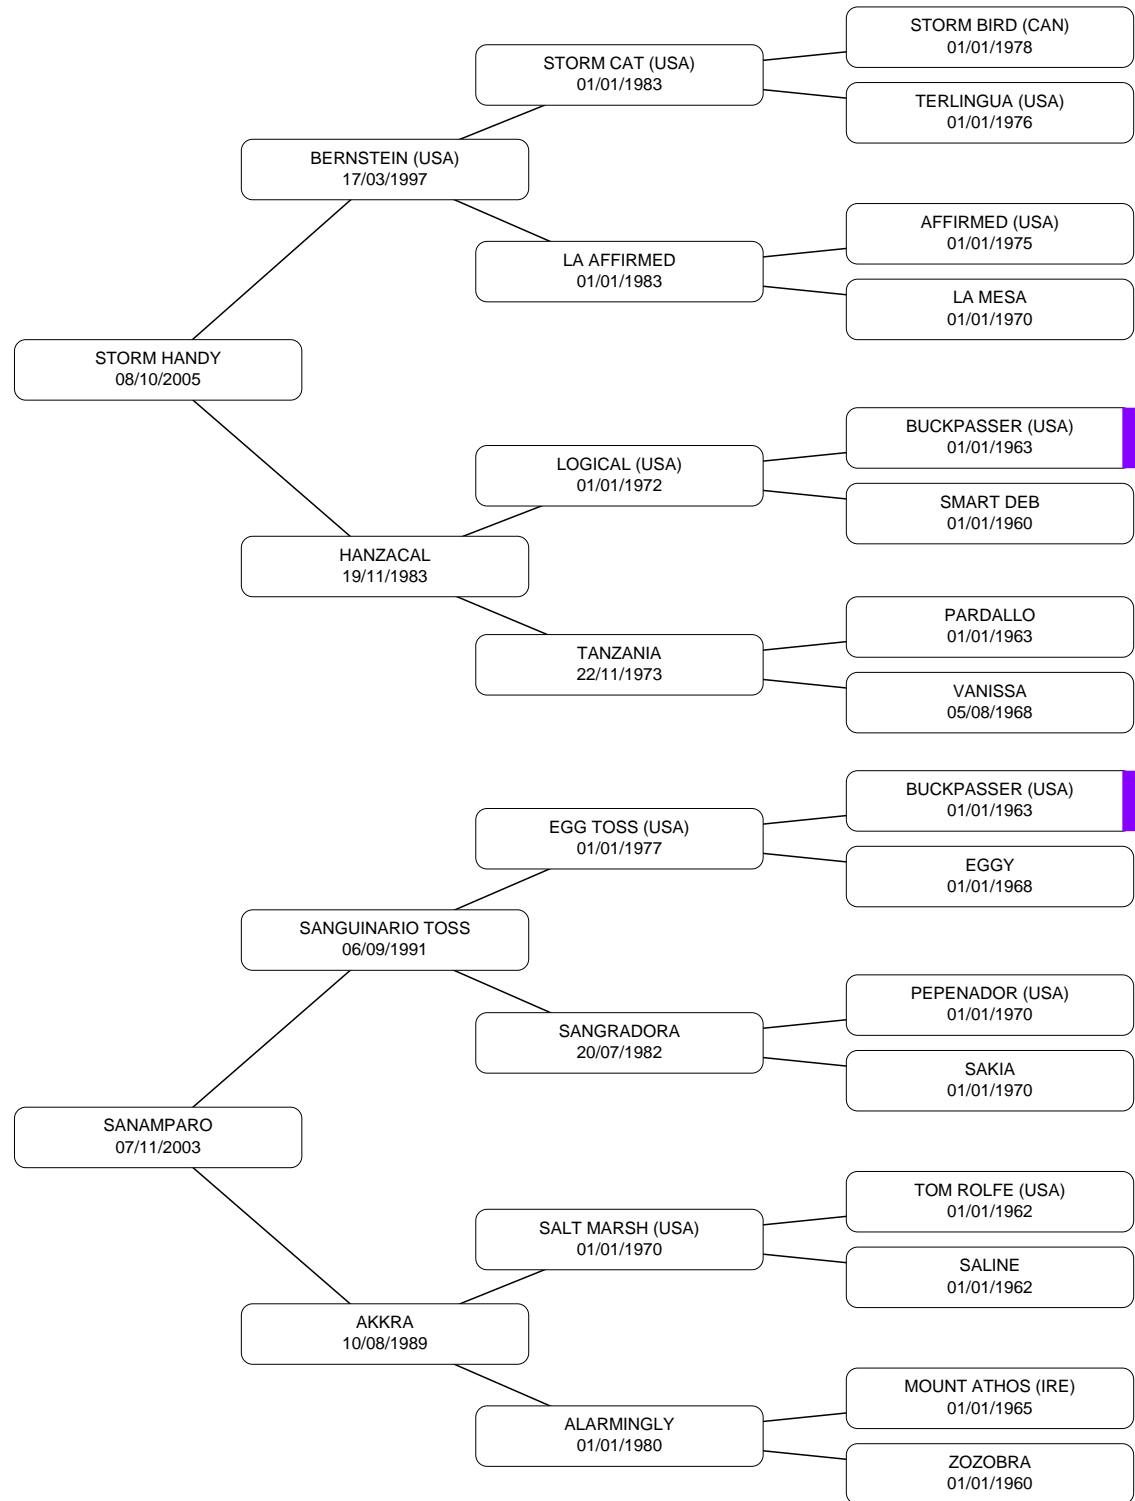 STORM BIRD (CAN)
01/01/1978
STORM CAT (USA)
01/01/1983
TERLINGUA (USA)
01/01/1976
BERNSTEIN (USA)
17/03/1997
AFFIRMED (USA)
01/01/1975
LA AFFIRMED
01/01/1983
LA MESA
01/01/1970
STORM HANDY
08/10/2005
BUCKPASSER (USA)
01/01/1963
LOGICAL (USA)
01/01/1972
SMART DEB
01/01/1960
HANZACAL
19/11/1983
PARDALLO
01/01/1963
TANZANIA
22/11/1973
VANISSA
05/08/1968
BUCKPASSER (USA)
01/01/1963
EGG TOSS (USA)
01/01/1977
EGGY
01/01/1968
SANGUINARIO TOSS
06/09/1991
PEPENADOR (USA)
01/01/1970
SANGRADORA
20/07/1982
SAKIA
01/01/1970
SANAMPARO
07/11/2003
TOM ROLFE (USA)
01/01/1962
SALT MARSH (USA)
01/01/1970
SALINE
01/01/1962
AKKRA
10/08/1989
MOUNT ATHOS (IRE)
01/01/1965
ALARMINGLY
01/01/1980
ZOZOBRA
01/01/1960